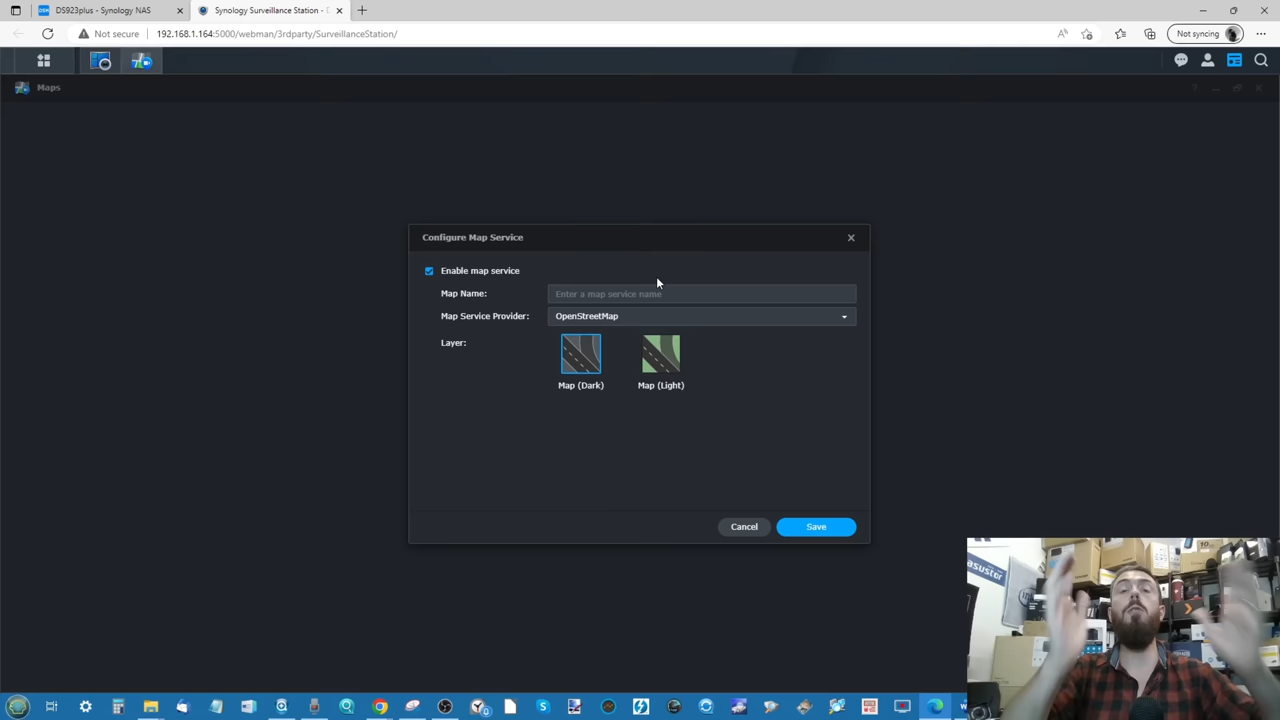 DSM DS923plus - Synology NAS
Synology Surveillance Station - D
Not secure 192.168.1.164:5000/webman/3rdparty/SurveillanceStation/
Not syncing
Maps
Configure Map Service
Enable map service
Map Name: Enter a map service name
Map Service Provider: OpenStreetMap
Layer:
Map (Dark) Map (Light)
Cancel Save
asustor